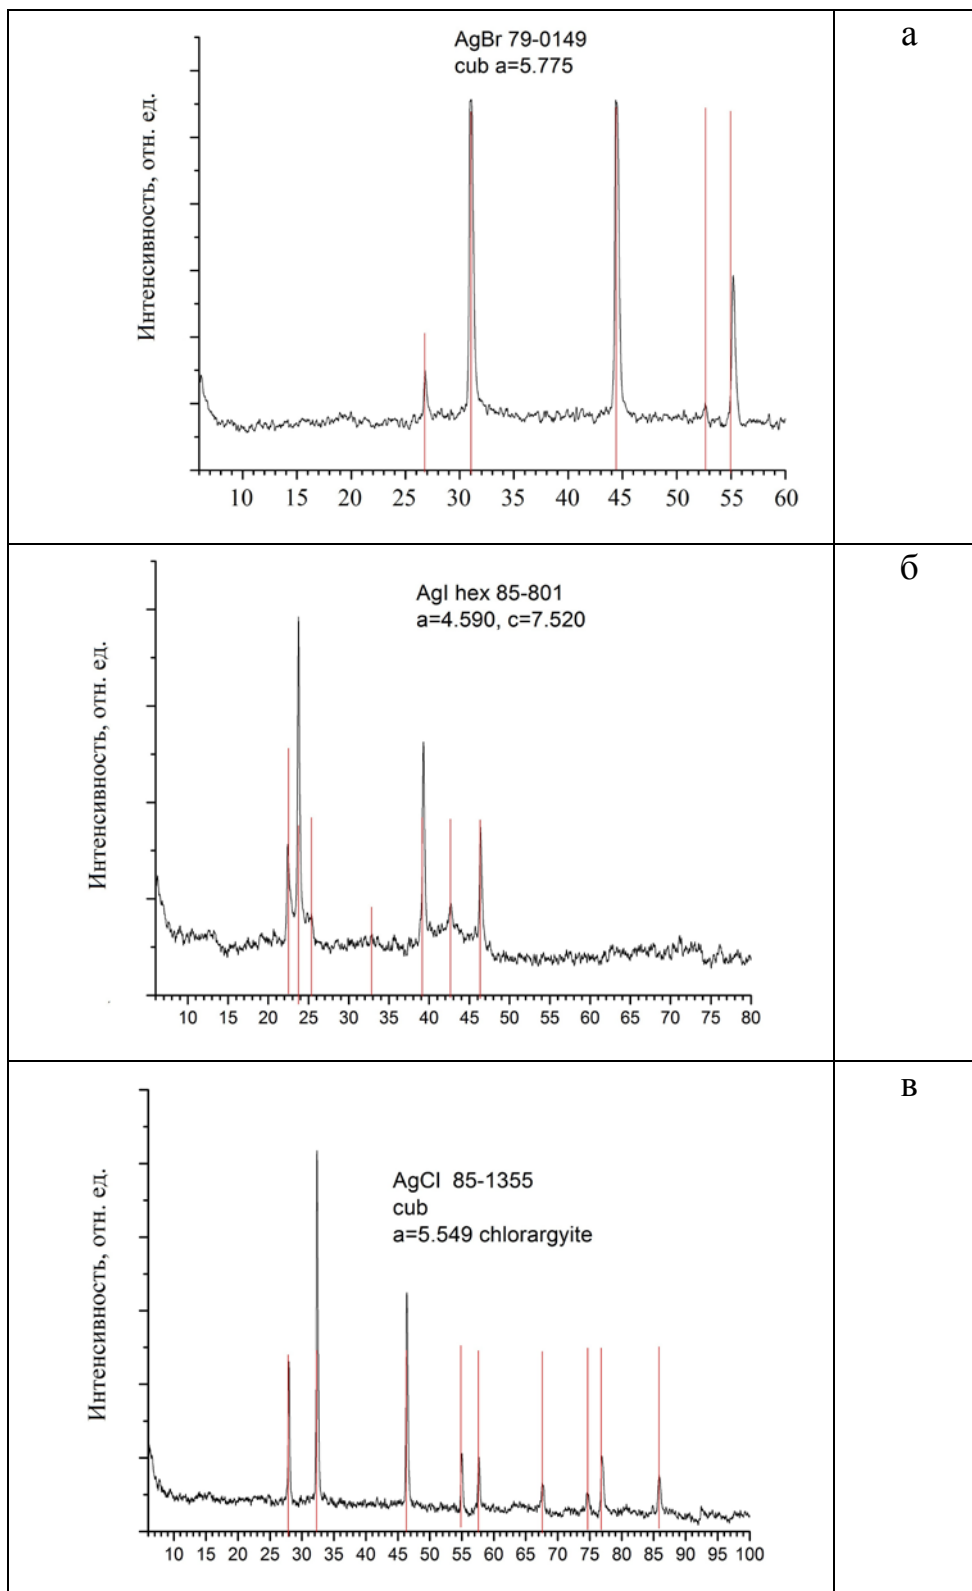 AgBr 79-0149
cub a=5.775
а
Интенсивность, отн. ед.
10 15 20 25 30 35 40 45 50 55 60
AgI hex 85-801
a=4.590, c=7.520
б
Интенсивность, отн. ед.
10 15 20 25 30 35 40 45 50 55 60 65 70 75 80
AgCl 85-1355
cub
a=5.549 chlorargyite
в
Интенсивность, отн. ед.
10 15 20 25 30 35 40 45 50 55 60 65 70 75 80 85 90 95 100